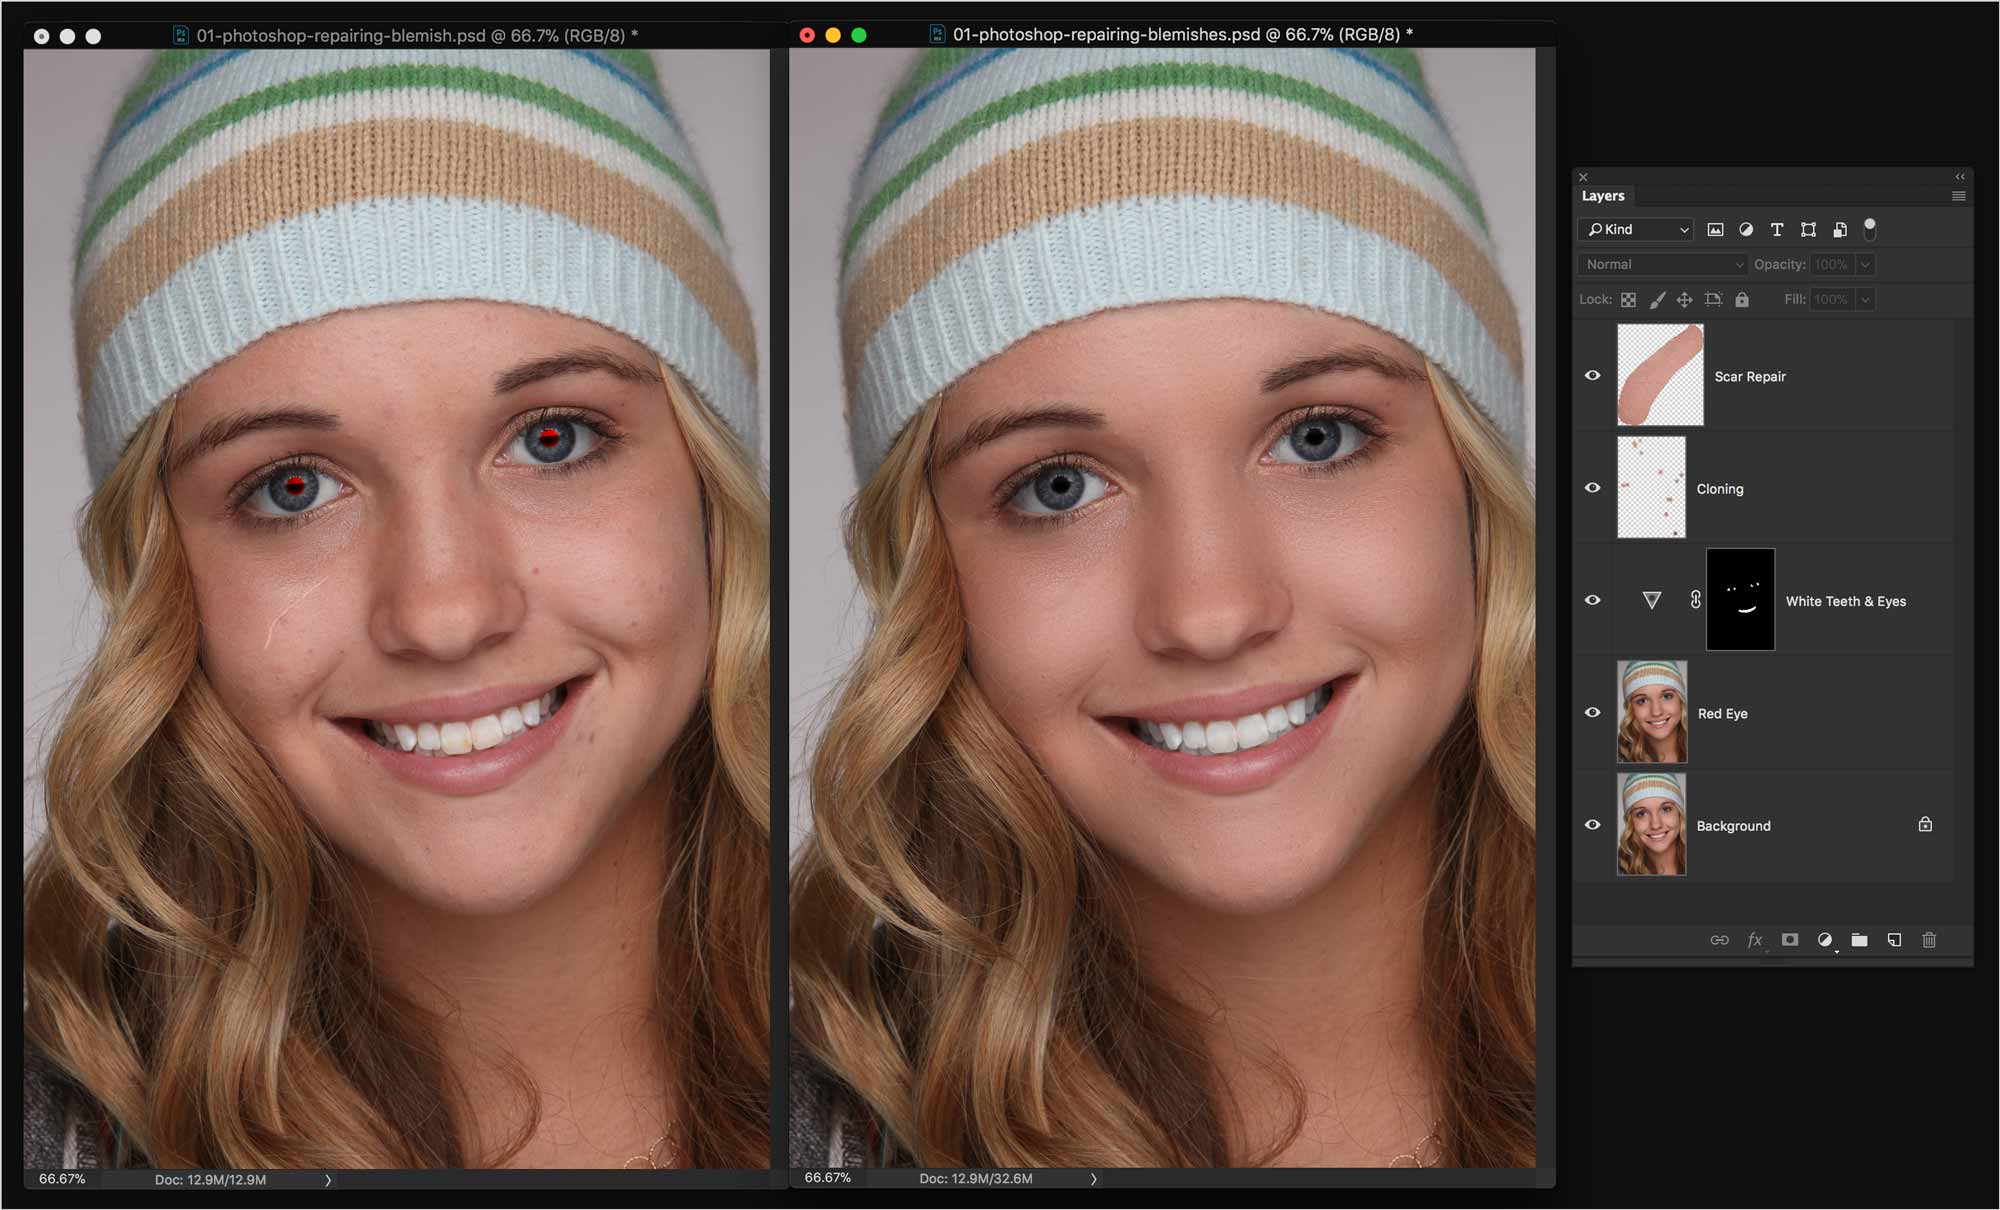 01-photoshop-repairing-blemish.psd @ 66.7% (RGB/8) *
01-photoshop-repairing-blemishes.psd @ 66.7% (RGB/8) *
Layers
Kind
Normal
Opacity: 100%
Lock:
Fill: 100%
Scar Repair
Cloning
White Teeth & Eyes
Red Eye
Background
fx
66.67%
Doc: 12.9M/12.9M
66.67%
Doc: 12.9M/32.6M